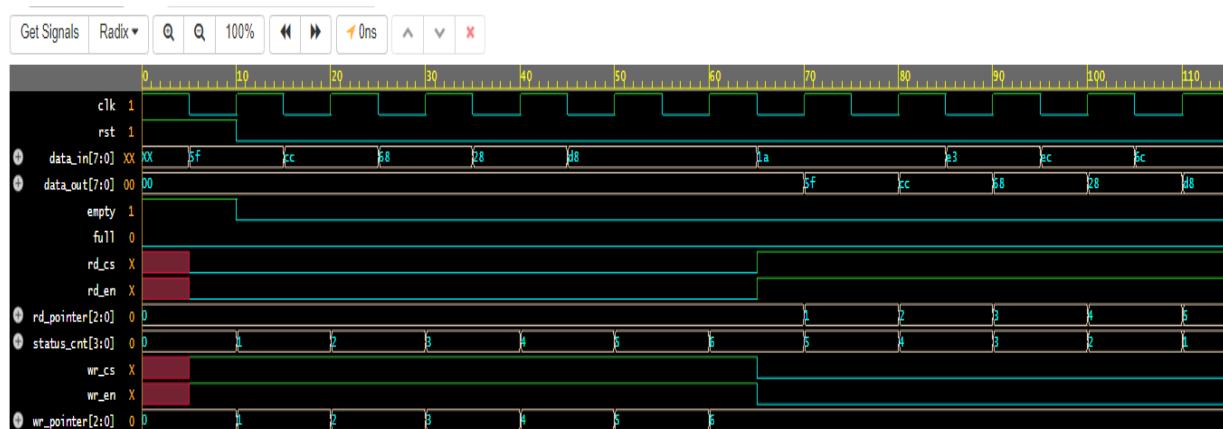 Get Signals Radix 100% 0ns
0 10 20 30 40 50 60 70 80 90 100 110
clk 1
rst 1
data_in[7:0] XX XX 5f cc 68 28 d8 1a e3 ec 6c
data_out[7:0] 00 00 5f cc 68 28 d8
empty 1
full 0
rd_cs X
rd_en X
rd_pointer[2:0] 0 0 1 2 3 4 5
status_cnt[3:0] 0 0 1 2 3 4 5 6 5 4 3 2 1
wr_cs X
wr_en X
wr_pointer[2:0] 0 0 1 2 3 4 5 6